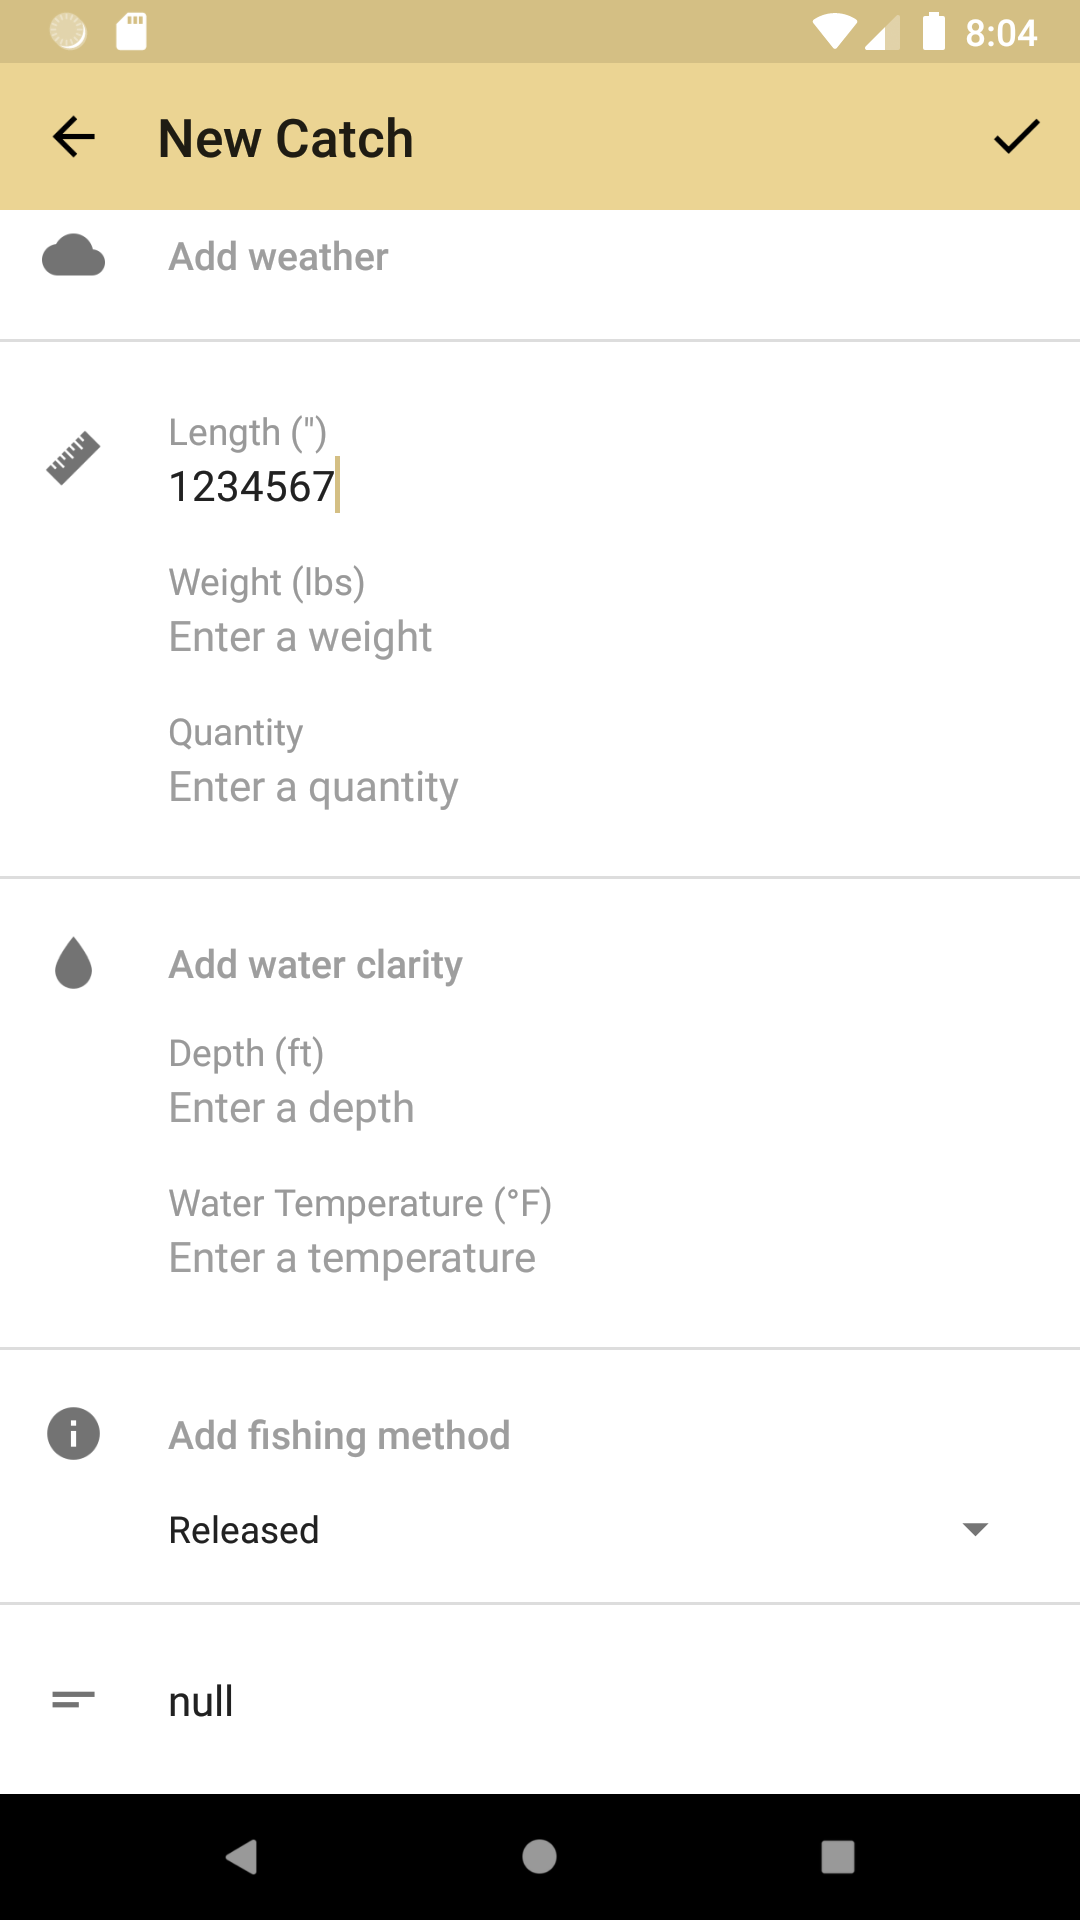 8:04
New Catch
Add weather
Length (")
1234567
Weight (lbs)
Enter a weight
Quantity
Enter a quantity
Add water clarity
Depth (ft)
Enter a depth
Water Temperature (°F)
Enter a temperature
Add fishing method
Released
null